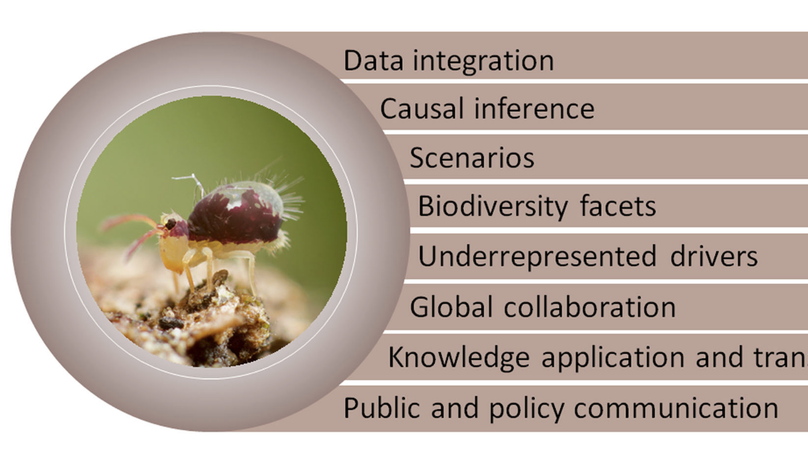 Data integration
Causal inference
Scenarios
Biodiversity facets
Underrepresented drivers
Global collaboration
Knowledge application and tran
Public and policy communication